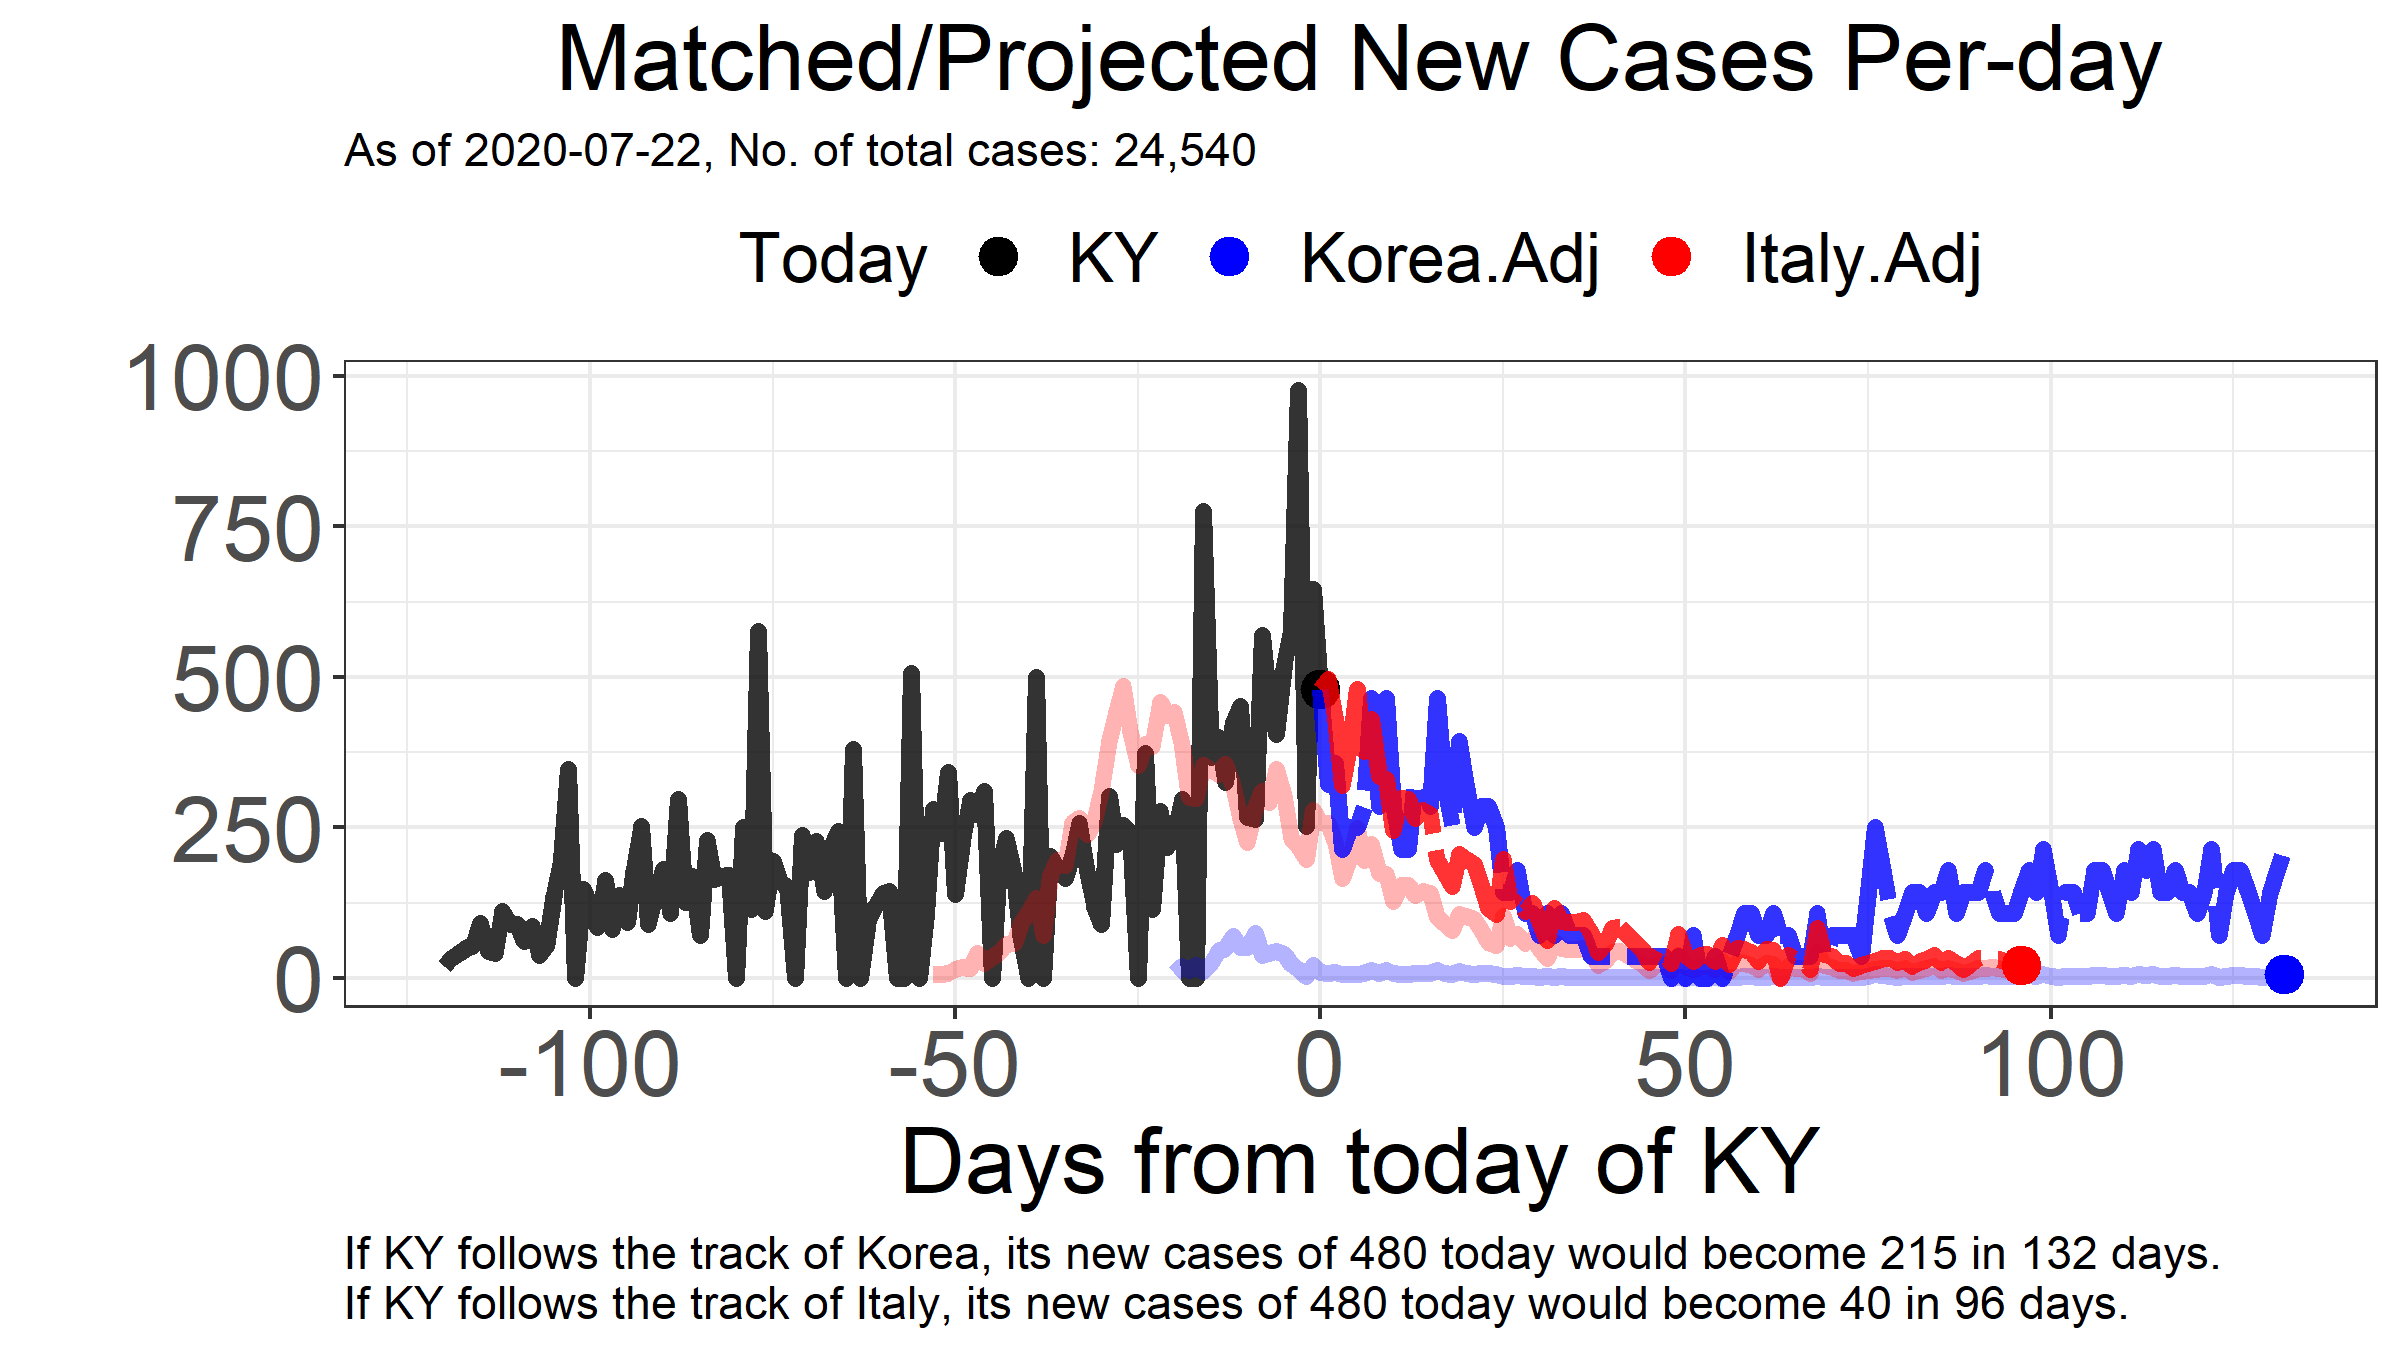 Matched/Projected New Cases Per-day
As of 2020-07-22, No. of total cases: 24,540
Today KY Korea.Adj Italy.Adj
1000
750
500
250
0
-100 -50 0 50 100
Days from today of KY
If KY follows the track of Korea, its new cases of 480 today would become 215 in 132 days.
If KY follows the track of Italy, its new cases of 480 today would become 40 in 96 days.